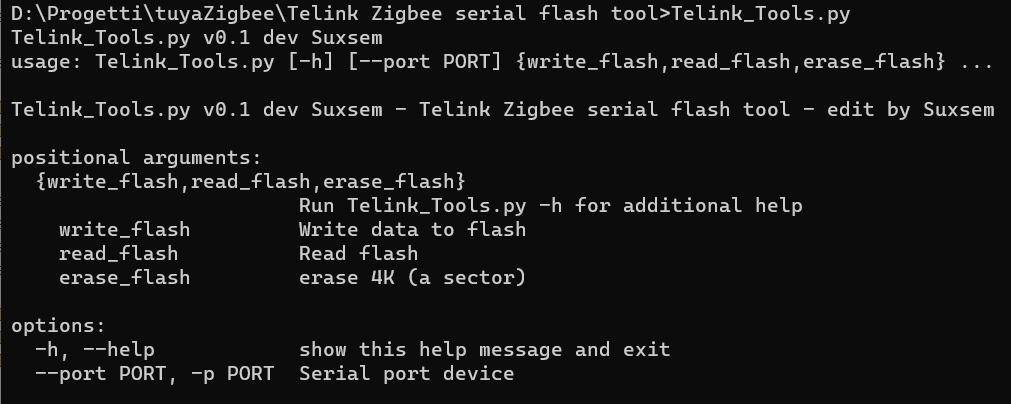 D:\Progetti\tuyaZigbee\Telink Zigbee serial flash tool>Telink_Tools.py
Telink_Tools.py v0.1 dev Suxsem
usage: Telink_Tools.py [-h] [--port PORT] {write_flash,read_flash,erase_flash} ...
Telink_Tools.py v0.1 dev Suxsem - Telink Zigbee serial flash tool - edit by Suxsem
positional arguments:
{write_flash,read_flash,erase_flash}
Run Telink_Tools.py -h for additional help
write_flash Write data to flash
read_flash Read flash
erase_flash erase 4K (a sector)
options:
-h, --help show this help message and exit
--port PORT, -p PORT Serial port device